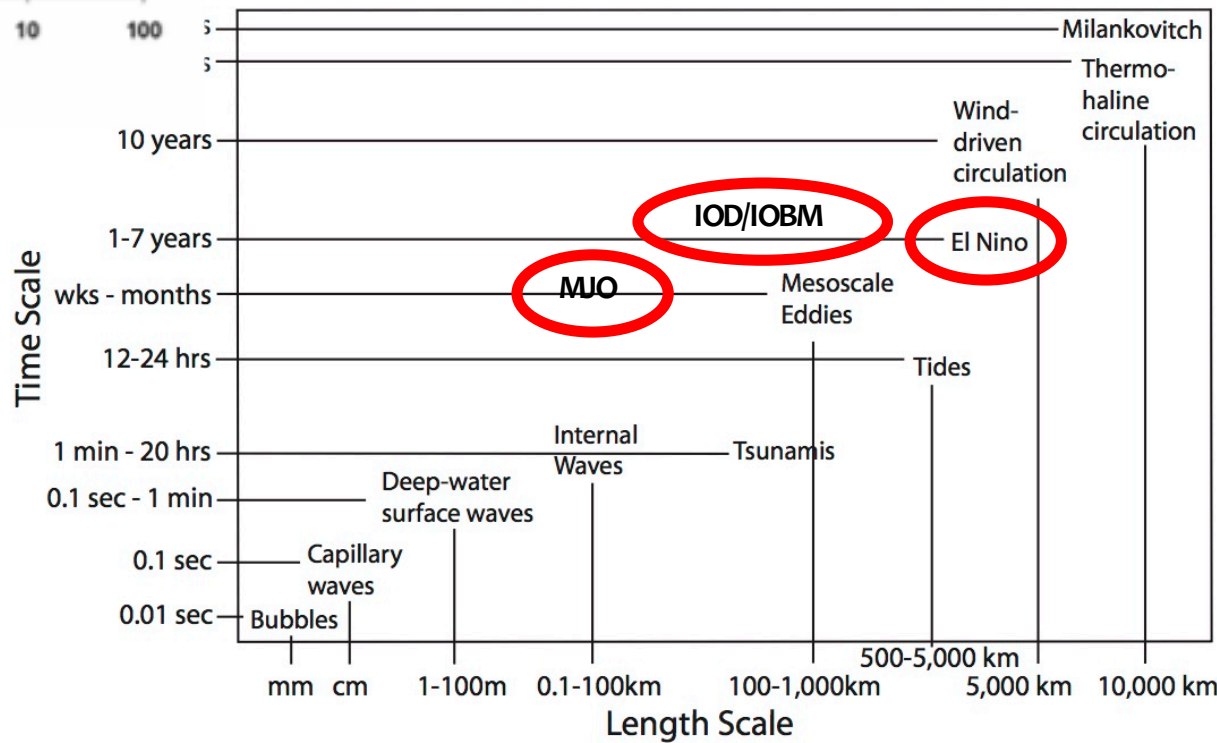 10 100 s
Milankovitch
s
Thermo-
haline
circulation
Wind-
driven
circulation
10 years
IOD/IOBM
1-7 years
El Nino
MJO
wks - months
Mesoscale
Eddies
12-24 hrs
Tides
Time Scale
1 min - 20 hrs
Internal
Waves
Tsunamis
0.1 sec - 1 min
Deep-water
surface waves
0.1 sec
Capillary
waves
0.01 sec
Bubbles
mm cm 1-100m 0.1-100km 100-1,000km 500-5,000 km 5,000 km 10,000 km
Length Scale